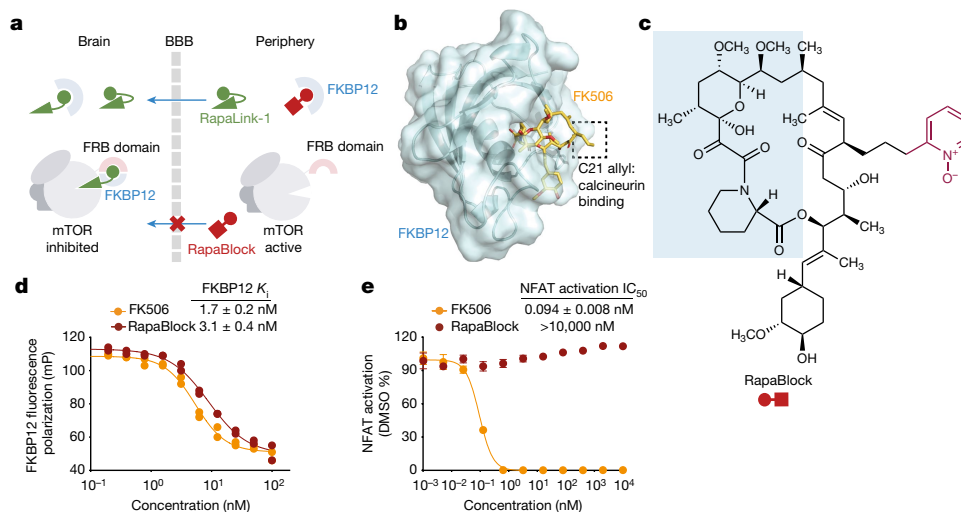 a
Brain
BBB
Periphery
FKBP12
RapaLink-1
FRB domain
FRB domain
FKBP12
mTOR
inhibited
mTOR
active
RapaBlock
b
FK506
C21 allyl:
calcineurin
binding
FKBP12
c
OCH3
OCH3
CH3
O
H
H3C
OH
O
O
CH3
N+
O−
O
N
H
O
O
OH
CH3
CH3
H
CH3O
OH
RapaBlock
d
FKBP12 Ki
FK506 1.7 ± 0.2 nM
RapaBlock 3.1 ± 0.4 nM
FKBP12 fluorescence
polarization (mP)
120
100
80
60
40
10−1 100 101 102
Concentration (nM)
e
NFAT activation IC50
FK506 0.094 ± 0.008 nM
RapaBlock >10,000 nM
NFAT activation
(DMSO %)
120
90
60
30
0
10−3 10−2 10−1 100 101 102 103 104
Concentration (nM)